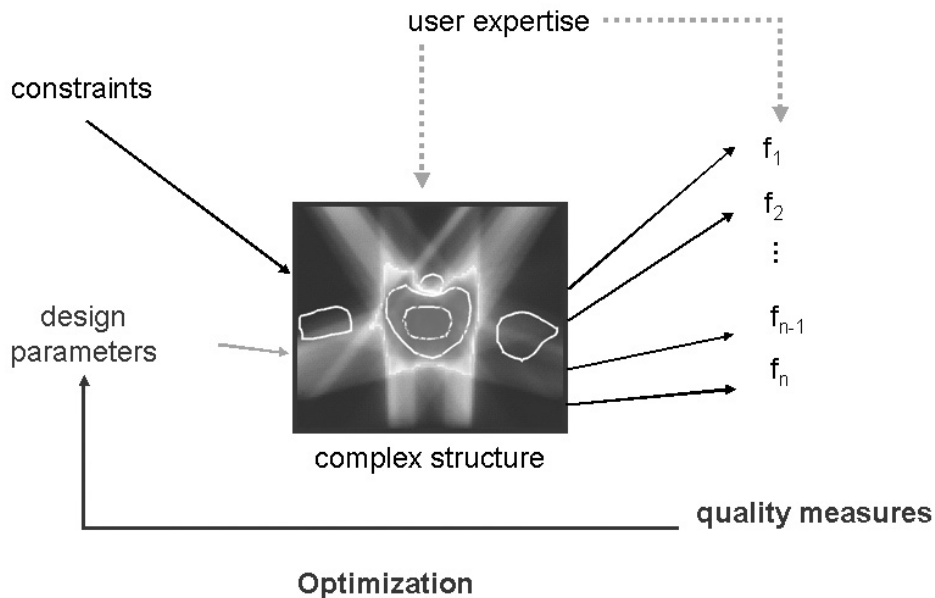 user expertise
constraints
f₁
f₂
⋮
design
parameters
fₙ₋₁
fₙ
complex structure
quality measures
Optimization